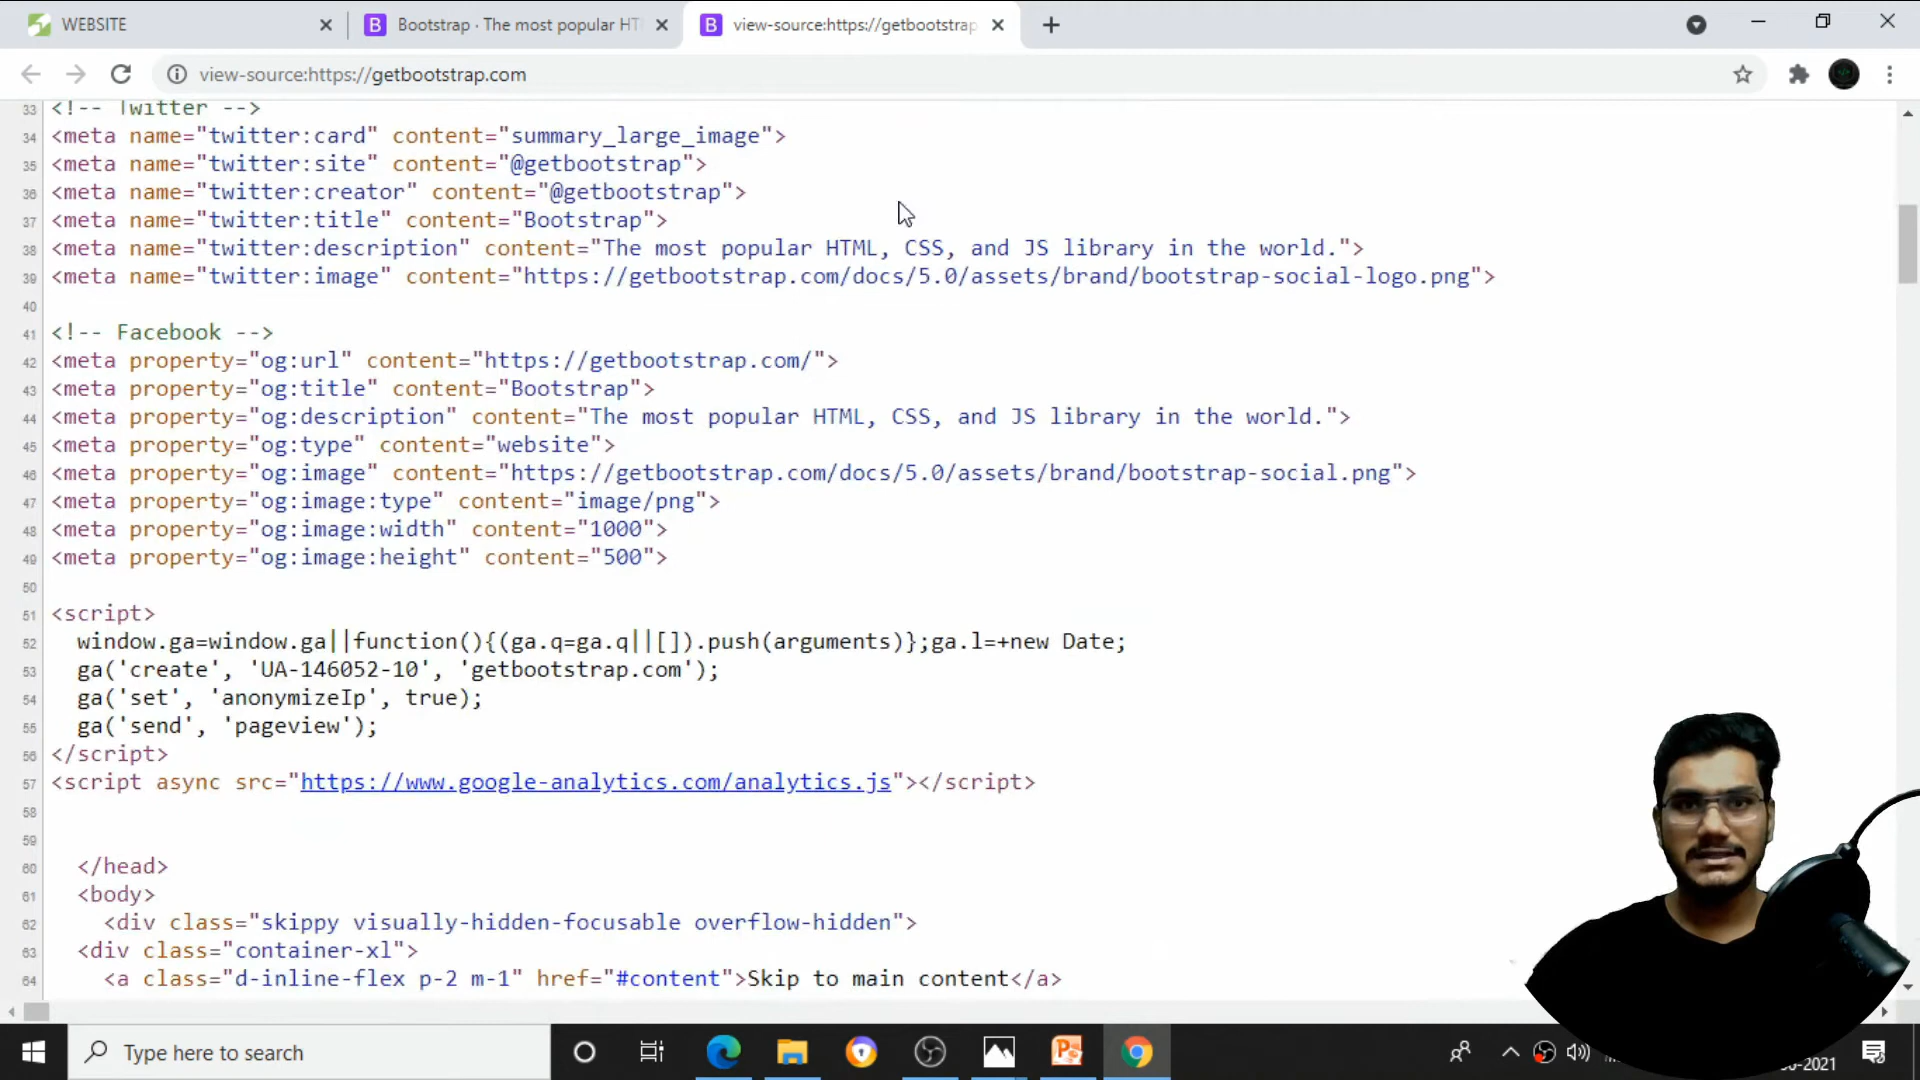 WEBSITE
Bootstrap · The most popular HT
view-source:https://getbootstrap
view-source:https://getbootstrap.com
33 <!-- Twitter -->
34 <meta name="twitter:card" content="summary_large_image">
35 <meta name="twitter:site" content="@getbootstrap">
36 <meta name="twitter:creator" content="@getbootstrap">
37 <meta name="twitter:title" content="Bootstrap">
38 <meta name="twitter:description" content="The most popular HTML, CSS, and JS library in the world.">
39 <meta name="twitter:image" content="https://getbootstrap.com/docs/5.0/assets/brand/bootstrap-social-logo.png">
40
41 <!-- Facebook -->
42 <meta property="og:url" content="https://getbootstrap.com/">
43 <meta property="og:title" content="Bootstrap">
44 <meta property="og:description" content="The most popular HTML, CSS, and JS library in the world.">
45 <meta property="og:type" content="website">
46 <meta property="og:image" content="https://getbootstrap.com/docs/5.0/assets/brand/bootstrap-social.png">
47 <meta property="og:image:type" content="image/png">
48 <meta property="og:image:width" content="1000">
49 <meta property="og:image:height" content="500">
50
51 <script>
52 window.ga=window.ga||function(){(ga.q=ga.q||[]).push(arguments)};ga.l=+new Date;
53 ga('create', 'UA-146052-10', 'getbootstrap.com');
54 ga('set', 'anonymizeIp', true);
55 ga('send', 'pageview');
56 </script>
57 <script async src="https://www.google-analytics.com/analytics.js"></script>
58
59
60 </head>
61 <body>
62 <div class="skippy visually-hidden-focusable overflow-hidden">
63 <div class="container-xl">
64 <a class="d-inline-flex p-2 m-1" href="#content">Skip to main content</a>
Type here to search